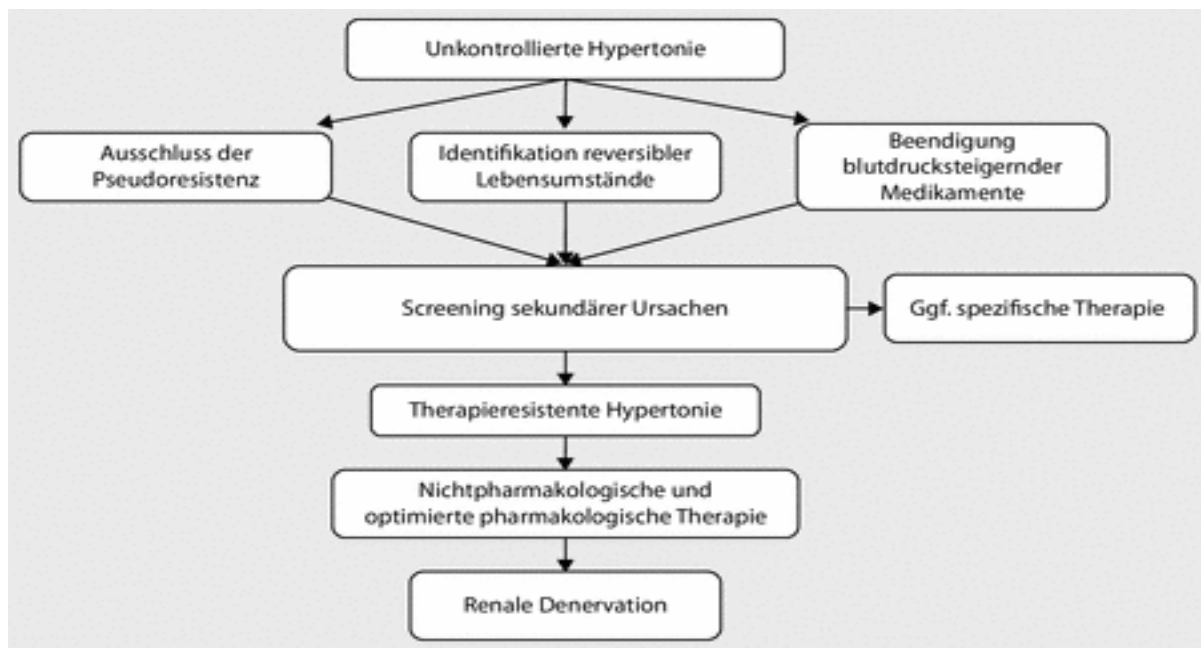 Unkontrollierte Hypertonie
Ausschluss der
Pseudoresistenz
Identifikation reversibler
Lebensumstände
Beendigung
blutdrucksteigernder
Medikamente
Screening sekundärer Ursachen
Ggf. spezifische Therapie
Therapieresistente Hypertonie
Nichtpharmakologische und
optimierte pharmakologische Therapie
Renale Denervation